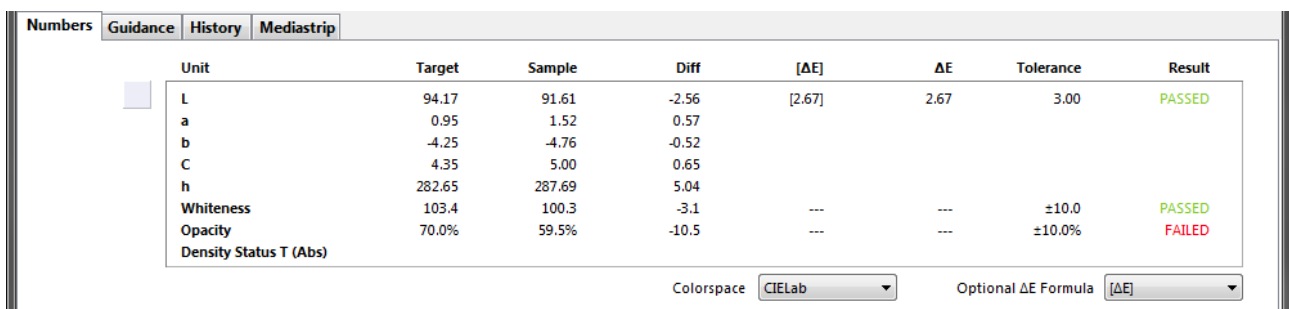 Numbers Guidance History Mediastrip
Unit Target Sample Diff [ΔE] ΔE Tolerance Result
L 94.17 91.61 -2.56 [2.67] 2.67 3.00 PASSED
a 0.95 1.52 0.57
b -4.25 -4.76 -0.52
C 4.35 5.00 0.65
h 282.65 287.69 5.04
Whiteness 103.4 100.3 -3.1 --- --- ±10.0 PASSED
Opacity 70.0% 59.5% -10.5 --- --- ±10.0% FAILED
Density Status T (Abs)
Colorspace CIELab Optional ΔE Formula [ΔE]